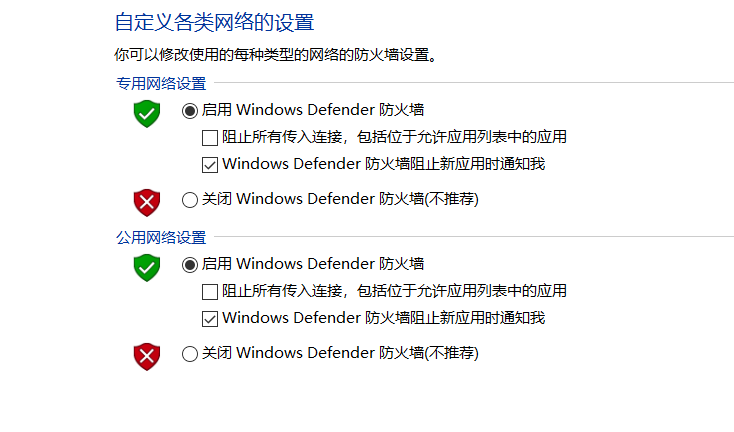 自定义各类网络的设置
你可以修改使用的每种类型的网络的防火墙设置。
专用网络设置
启用 Windows Defender 防火墙
阻止所有传入连接，包括位于允许应用列表中的应用
Windows Defender 防火墙阻止新应用时通知我
关闭 Windows Defender 防火墙(不推荐)
公用网络设置
启用 Windows Defender 防火墙
阻止所有传入连接，包括位于允许应用列表中的应用
Windows Defender 防火墙阻止新应用时通知我
关闭 Windows Defender 防火墙(不推荐)